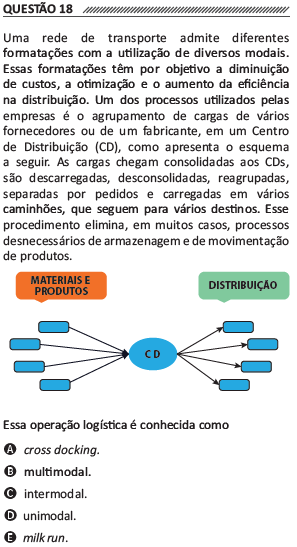 QUESTÃO 18
Uma rede de transporte admite diferentes
formatações com a utilização de diversos modais.
Essas formatações têm por objetivo a diminuição
de custos, a otimização e o aumento da eficiência
na distribuição. Um dos processos utilizados pelas
empresas é o agrupamento de cargas de vários
fornecedores ou de um fabricante, em um Centro
de Distribuição (CD), como apresenta o esquema
a seguir. As cargas chegam consolidadas aos CDs,
são descarregadas, desconsolidadas, reagrupadas,
separadas por pedidos e carregadas em vários
caminhões, que seguem para vários destinos. Esse
procedimento elimina, em muitos casos, processos
desnecessários de armazenagem e de movimentação
de produtos.
MATERIAIS E
PRODUTOS
DISTRIBUIÇÃO
CD
Essa operação logística é conhecida como
A cross docking.
B multimodal.
C intermodal.
D unimodal.
E milk run.